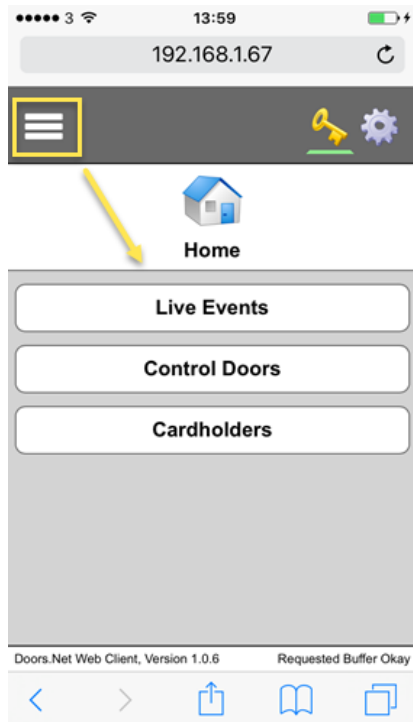 3 13:59
192.168.1.67
Home
Live Events
Control Doors
Cardholders
Doors.Net Web Client, Version 1.0.6 Requested Buffer Okay